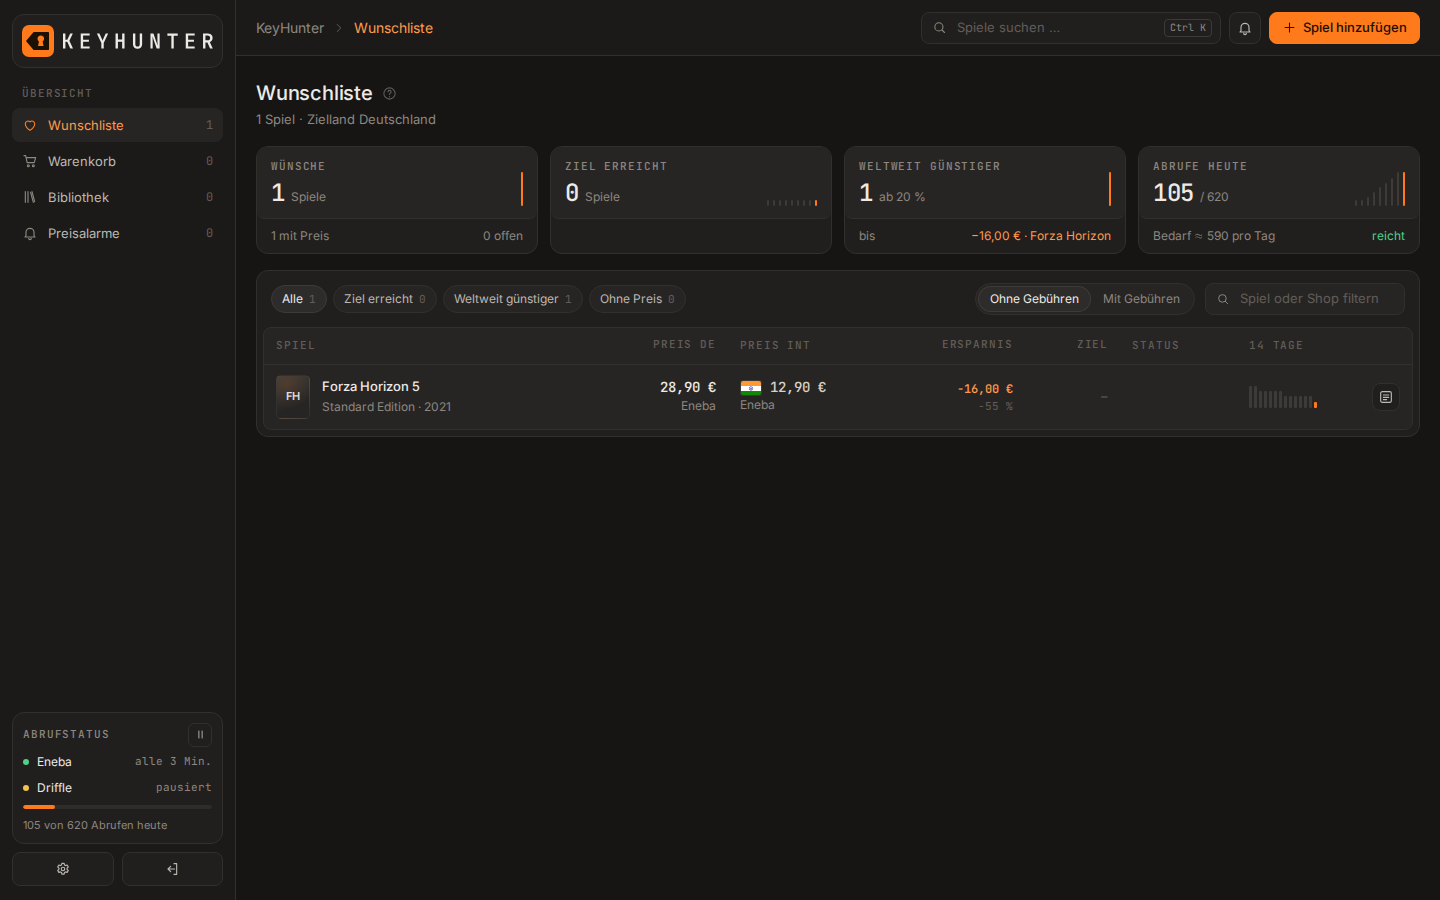 KEYHUNTER
KeyHunter
Wunschliste
Spiele suchen ...
Ctrl K
Spiel hinzufügen
ÜBERSICHT
Wunschliste 1
Warenkorb 0
Bibliothek 0
Preisalarme 0
Wunschliste
1 Spiel · Zielland Deutschland
WÜNSCHE
1 Spiele
1 mit Preis 0 offen
ZIEL ERREICHT
0 Spiele
WELTWEIT GÜNSTIGER
1 ab 20 %
bis −16,00 € · Forza Horizon
ABRUFE HEUTE
105 / 620
Bedarf ≈ 590 pro Tag reicht
Alle 1
Ziel erreicht 0
Weltweit günstiger 1
Ohne Preis 0
Ohne Gebühren
Mit Gebühren
Spiel oder Shop filtern
SPIEL PREIS DE PREIS INT ERSPARNIS ZIEL STATUS 14 TAGE
FH
Forza Horizon 5 28,90 € 12,90 € -16,00 € –
Standard Edition · 2021 Eneba Eneba -55 %
ABRUFSTATUS
Eneba alle 3 Min.
Driffle pausiert
105 von 620 Abrufen heute